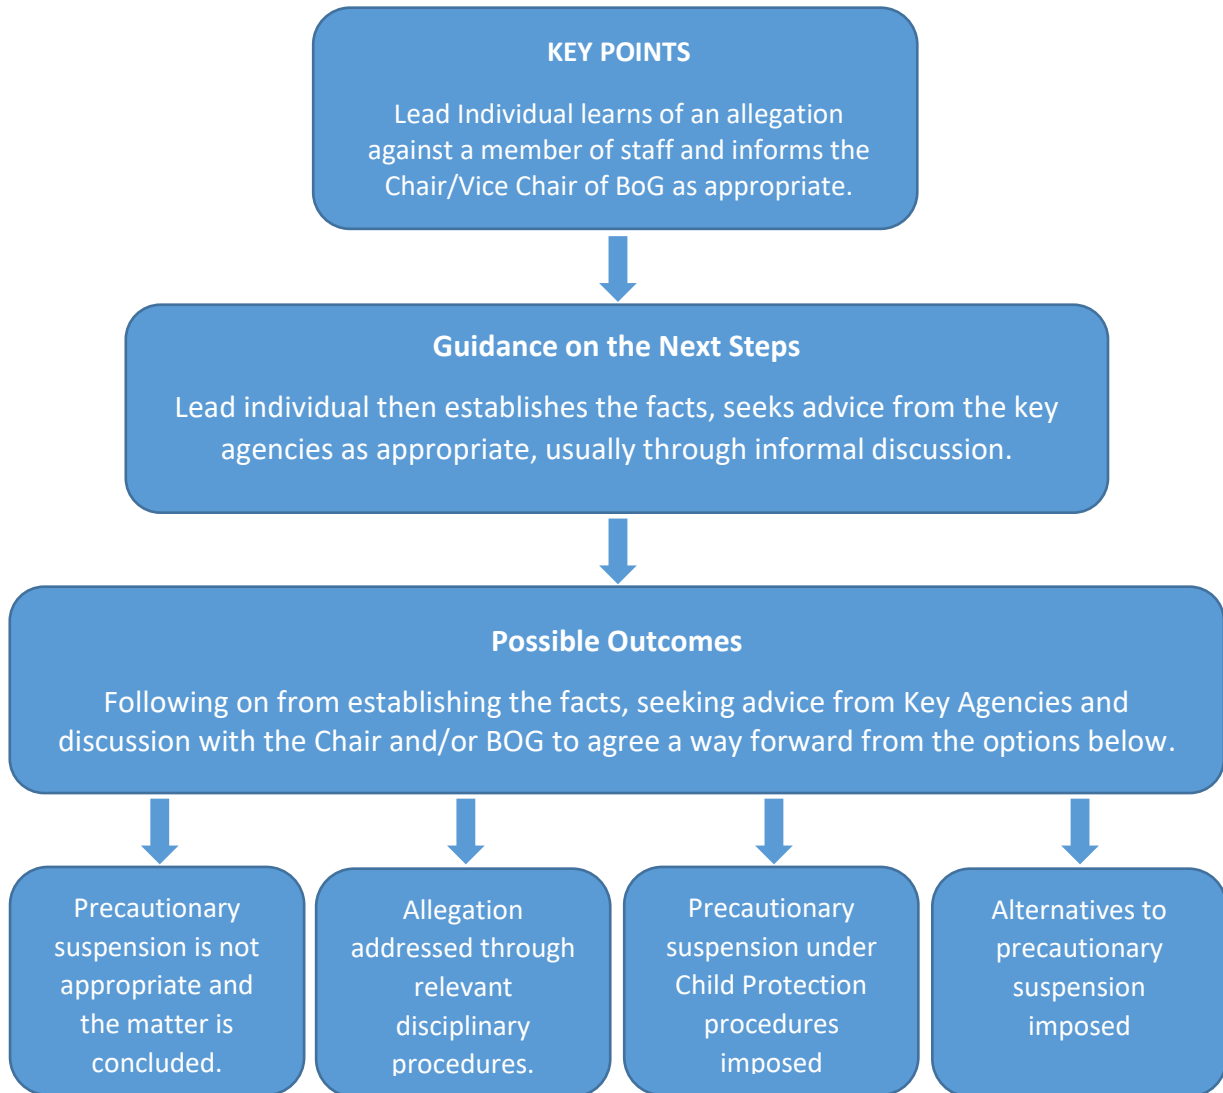 KEY POINTS
Lead Individual learns of an allegation
against a member of staff and informs the
Chair/Vice Chair of BoG as appropriate.
Guidance on the Next Steps
Lead individual then establishes the facts, seeks advice from the key
agencies as appropriate, usually through informal discussion.
Possible Outcomes
Following on from establishing the facts, seeking advice from Key Agencies and
discussion with the Chair and/or BOG to agree a way forward from the options below.
Precautionary
suspension is not
appropriate and
the matter is
concluded.
Allegation
addressed through
relevant
disciplinary
procedures.
Precautionary
suspension under
Child Protection
procedures
imposed
Alternatives to
precautionary
suspension
imposed